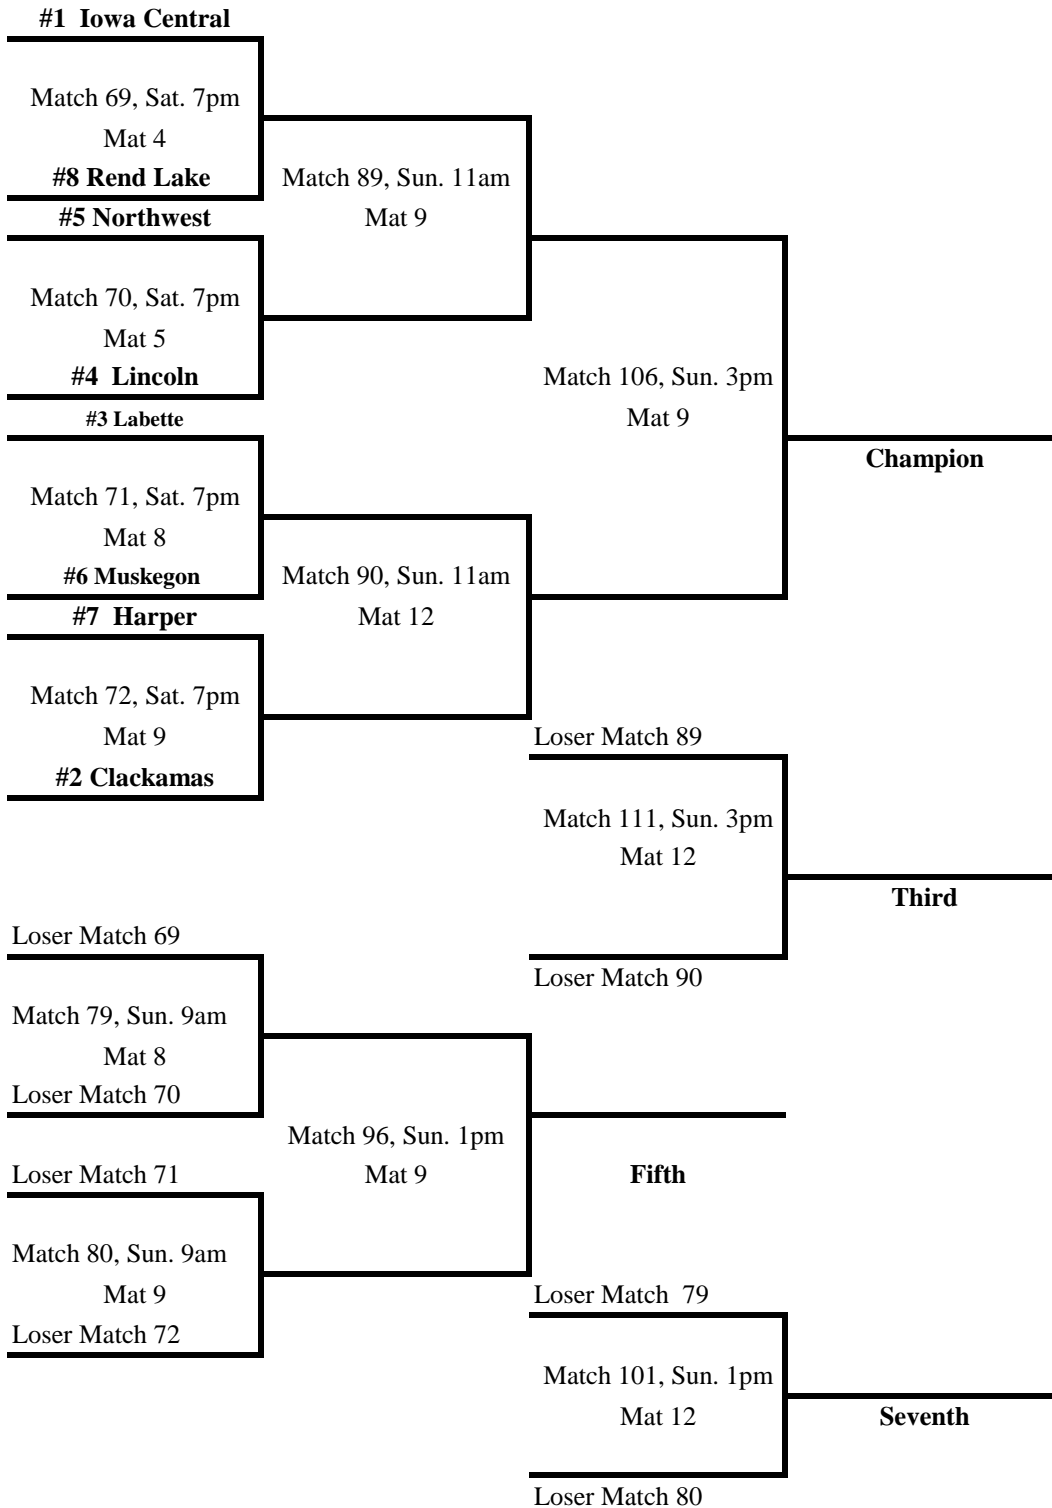 #1  Iowa Central
Match 69, Sat. 7pm
Mat 4
#8 Rend Lake
Match 89, Sun. 11am
#5 Northwest
Mat 9
Match 70, Sat. 7pm
Mat 5
#4  Lincoln
Match 106, Sun. 3pm
#3 Labette
Mat 9
Champion
Match 71, Sat. 7pm
Mat 8
#6 Muskegon
Match 90, Sun. 11am
#7  Harper
Mat 12
Match 72, Sat. 7pm
Mat 9
Loser Match 89
#2 Clackamas
Match 111, Sun. 3pm
Mat 12
Third
Loser Match 69
Loser Match 90
Match 79, Sun. 9am
Mat 8
Loser Match 70
Match 96, Sun. 1pm
Loser Match 71
Mat 9
Fifth
Match 80, Sun. 9am
Mat 9
Loser Match  79
Loser Match 72
Match 101, Sun. 1pm
Mat 12
Seventh
Loser Match 80